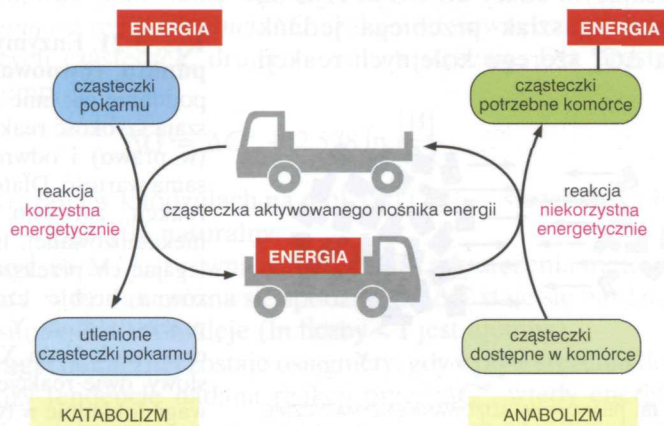 ENERGIA
ENERGIA
cząsteczki
pokarmu
cząsteczki
potrzebne komórce
reakcja
korzystna
energetycznie
cząsteczka aktywowanego nośnika energii
reakcja
niekorzystna
energetycznie
ENERGIA
utlenione
cząsteczki pokarmu
cząsteczki
dostępne w komórce
KATABOLIZM
ANABOLIZM